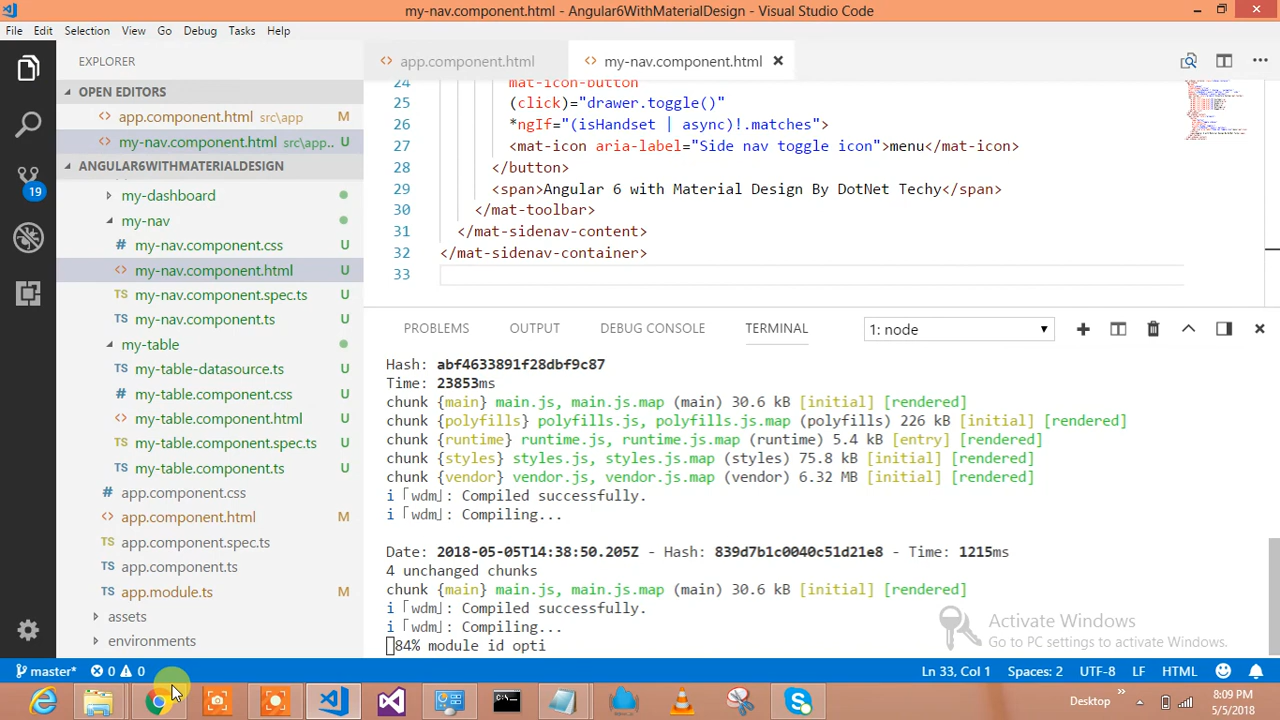 my-nav.component.html - Angular6WithMaterialDesign - Visual Studio Code
File Edit Selection View Go Debug Tasks Help
EXPLORER
app.component.html
my-nav.component.html
OPEN EDITORS
app.component.html src\app M
my-nav.component.html src\app... U
ANGULAR6WITHMATERIALDESIGN
my-dashboard
my-nav
my-nav.component.css U
my-nav.component.html U
my-nav.component.spec.ts U
my-nav.component.ts U
my-table
my-table-datasource.ts U
my-table.component.css U
my-table.component.html U
my-table.component.spec.ts U
my-table.component.ts U
app.component.css
app.component.html M
app.component.spec.ts
app.component.ts
app.module.ts M
assets
environments
19
24 mat-icon-button
25 (click)="drawer.toggle()"
26 *ngIf="(isHandset | async)!.matches">
27 <mat-icon aria-label="Side nav toggle icon">menu</mat-icon>
28 </button>
29 <span>Angular 6 with Material Design By DotNet Techy</span>
30 </mat-toolbar>
31 </mat-sidenav-content>
32 </mat-sidenav-container>
33
PROBLEMS OUTPUT DEBUG CONSOLE TERMINAL 1: node
Hash: abf4633891f28dbf9c87
Time: 23853ms
chunk {main} main.js, main.js.map (main) 30.6 kB [initial] [rendered]
chunk {polyfills} polyfills.js, polyfills.js.map (polyfills) 226 kB [initial] [rendered]
chunk {runtime} runtime.js, runtime.js.map (runtime) 5.4 kB [entry] [rendered]
chunk {styles} styles.js, styles.js.map (styles) 75.8 kB [initial] [rendered]
chunk {vendor} vendor.js, vendor.js.map (vendor) 6.32 MB [initial] [rendered]
i ｢wdm｣: Compiled successfully.
i ｢wdm｣: Compiling...
Date: 2018-05-05T14:38:50.205Z - Hash: 839d7b1c0040c51d21e8 - Time: 1215ms
4 unchanged chunks
chunk {main} main.js, main.js.map (main) 30.6 kB [initial] [rendered]
i ｢wdm｣: Compiled successfully.
i ｢wdm｣: Compiling...
84% module id opti
Activate Windows
Go to PC settings to activate Windows.
master* 0 0 Ln 33, Col 1 Spaces: 2 UTF-8 LF HTML
Desktop
8:09 PM
5/5/2018